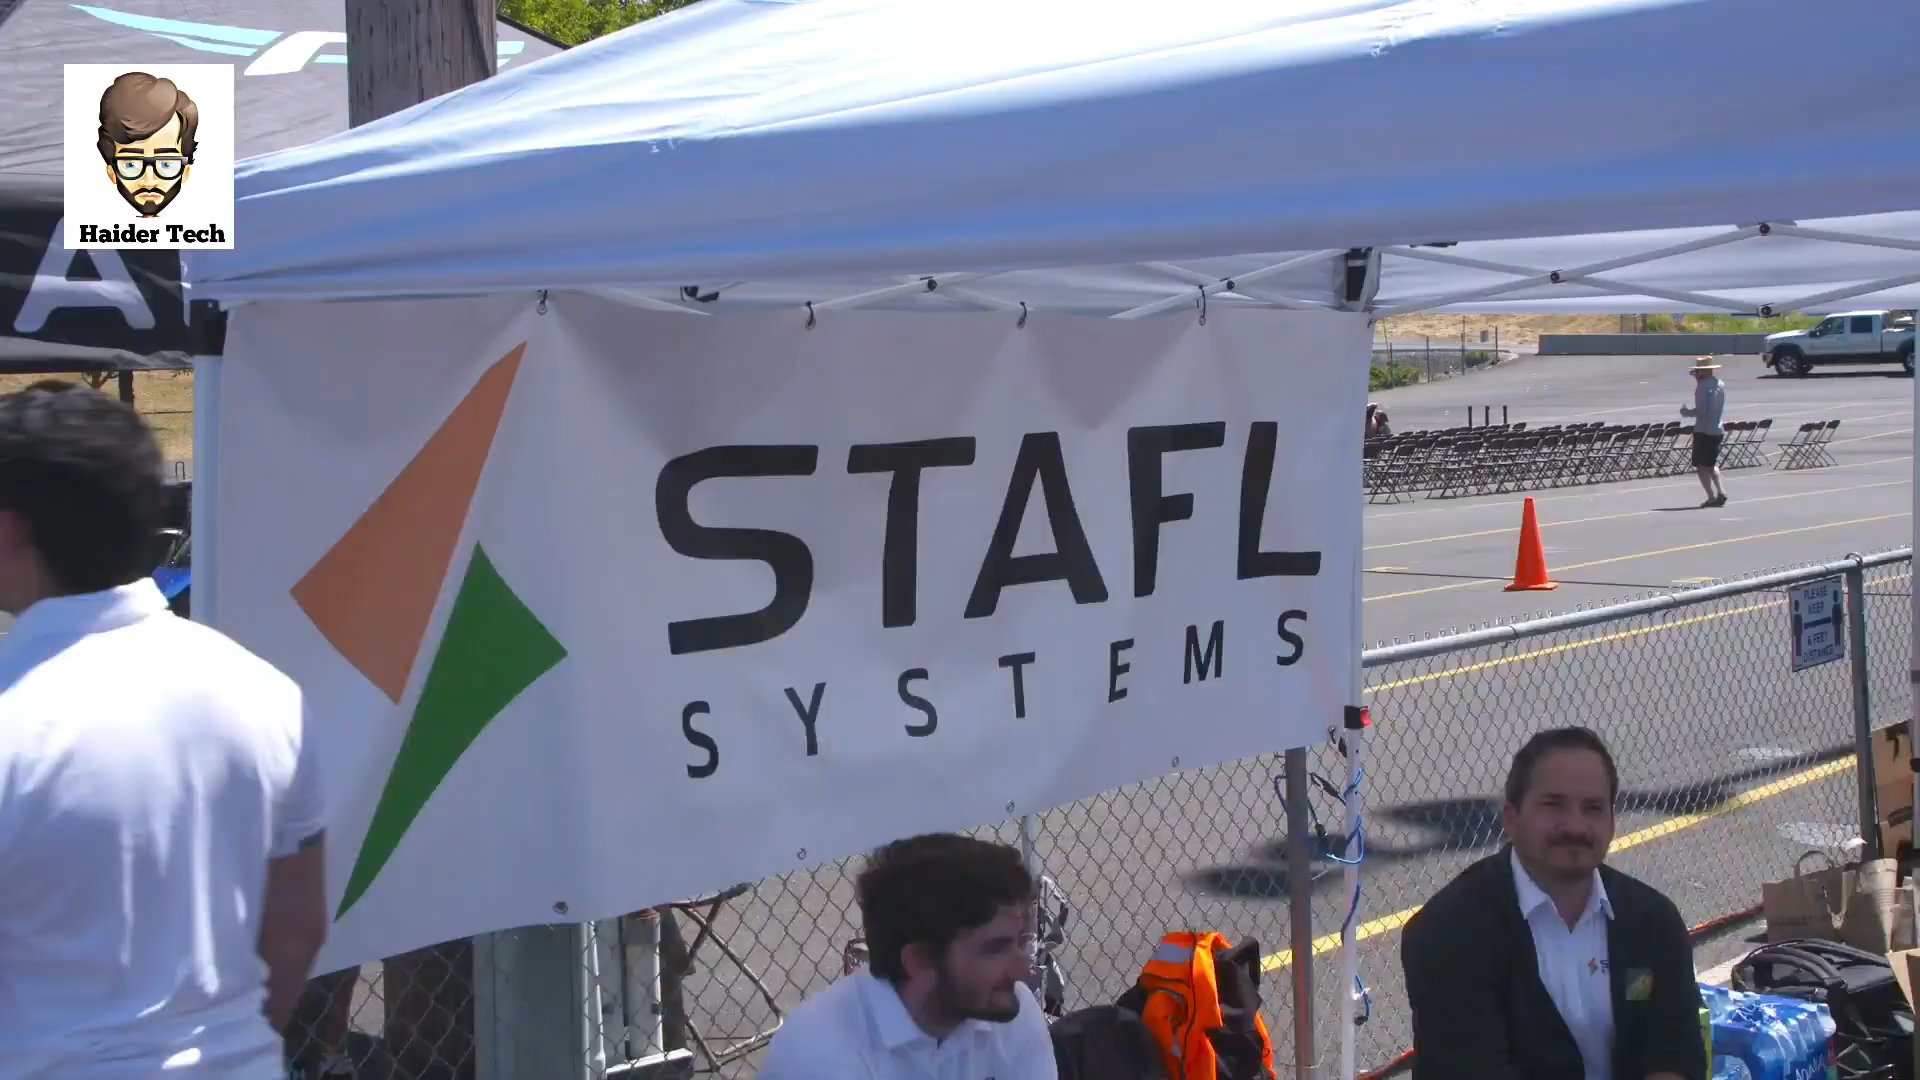 Haider Tech
A
STAFL
SYSTEMS
PLEASE
KEEP
6 FEET
DISTANCE